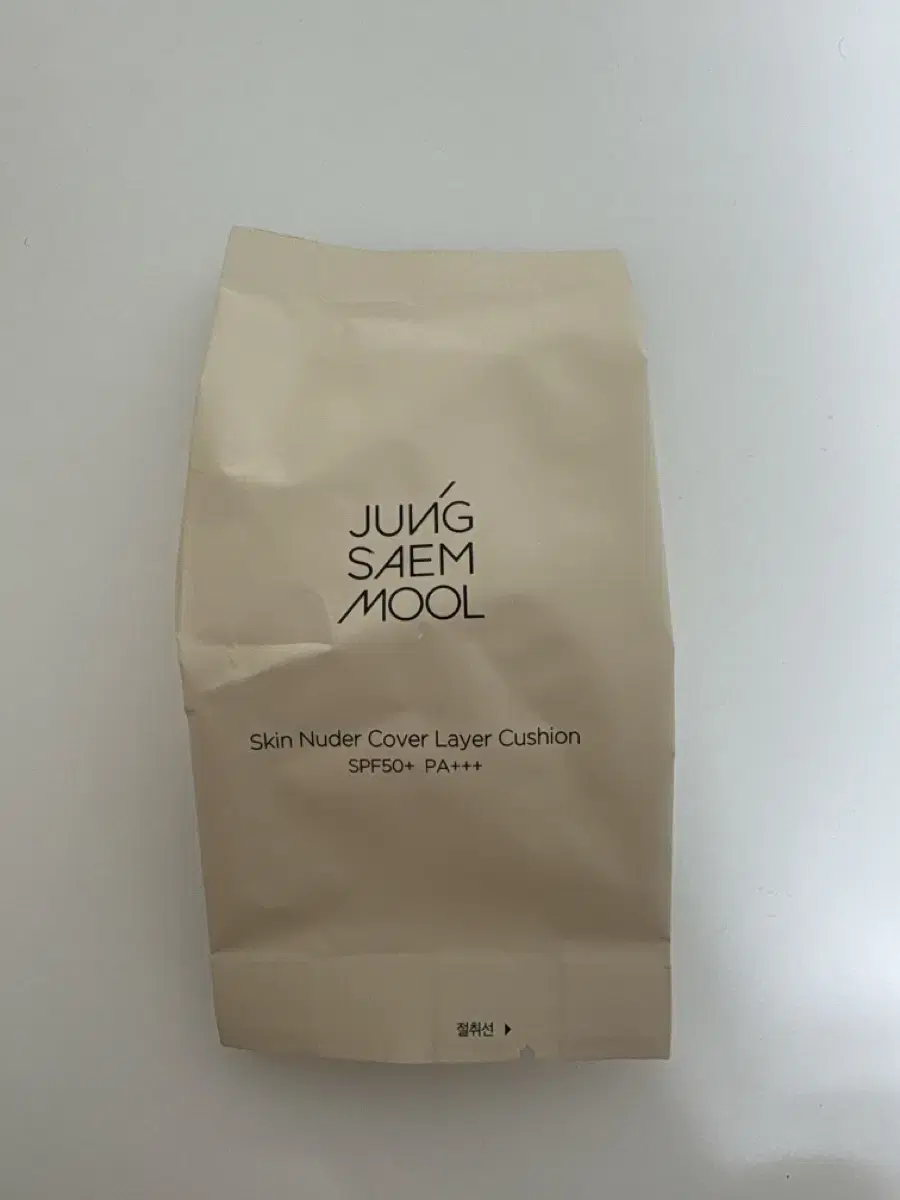 JUNG
SAEM
MOOL
Skin Nuder Cover Layer Cushion
SPF50+ PA+++
절취선 ▶